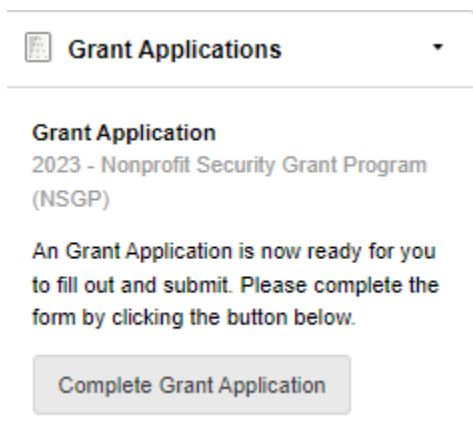 Grant Applications
Grant Application
2023 - Nonprofit Security Grant Program
(NSGP)
An Grant Application is now ready for you
to fill out and submit. Please complete the
form by clicking the button below.
Complete Grant Application